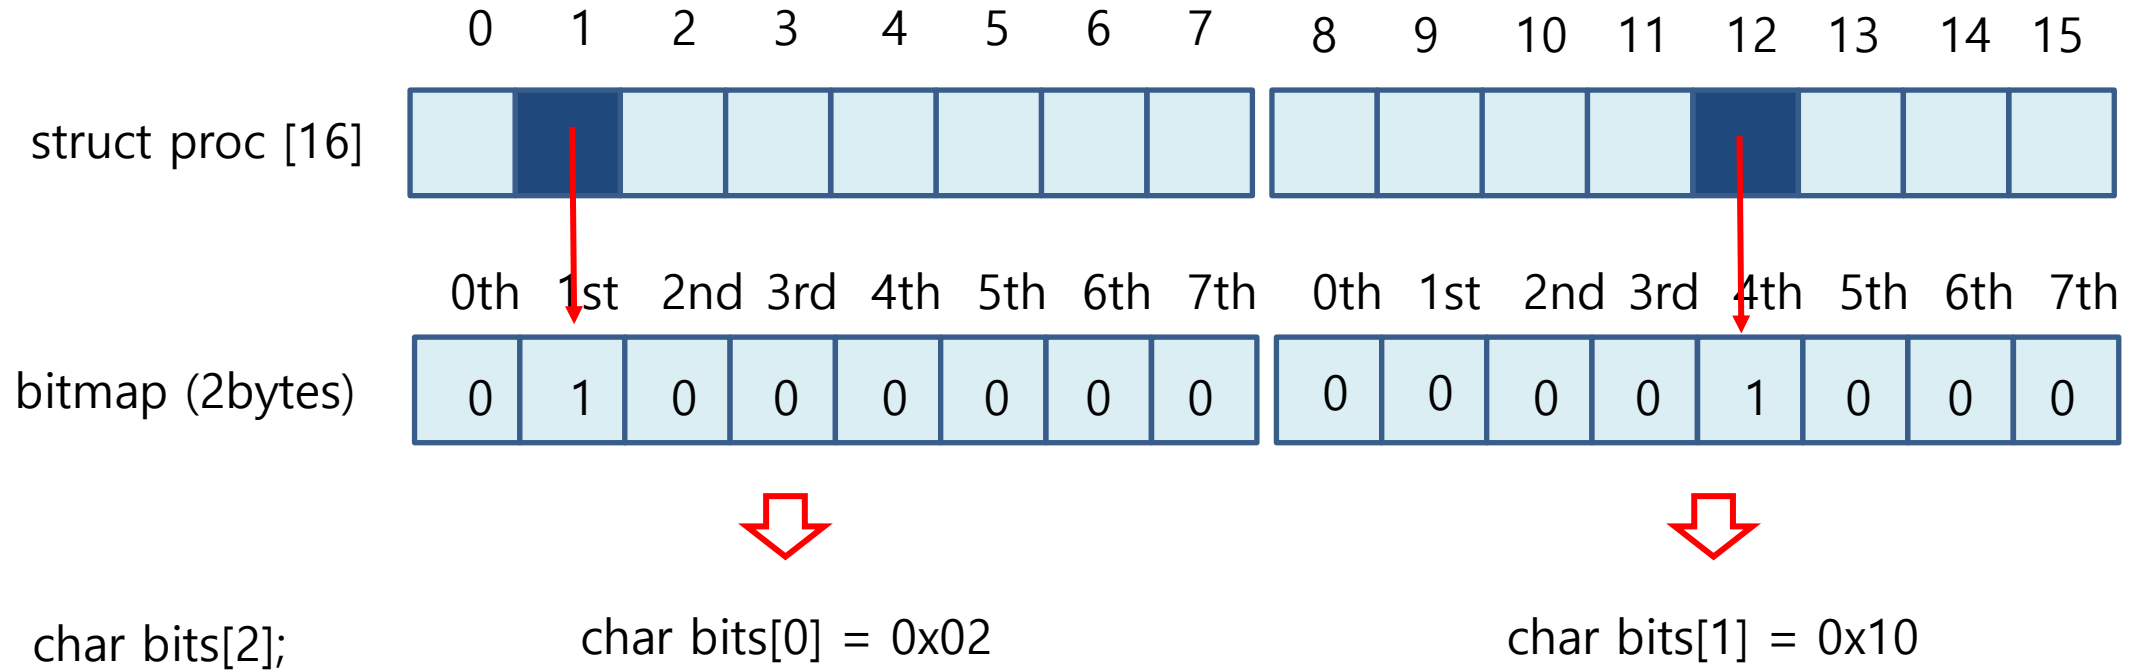 0 1 2 3 4 5 6 7 8 9 10 11 12 13 14 15
struct proc [16]
0th 1st 2nd 3rd 4th 5th 6th 7th 0th 1st 2nd 3rd 4th 5th 6th 7th
bitmap (2bytes) 0 1 0 0 0 0 0 0 0 0 0 0 1 0 0 0
char bits[2]; char bits[0] = 0x02 char bits[1] = 0x10